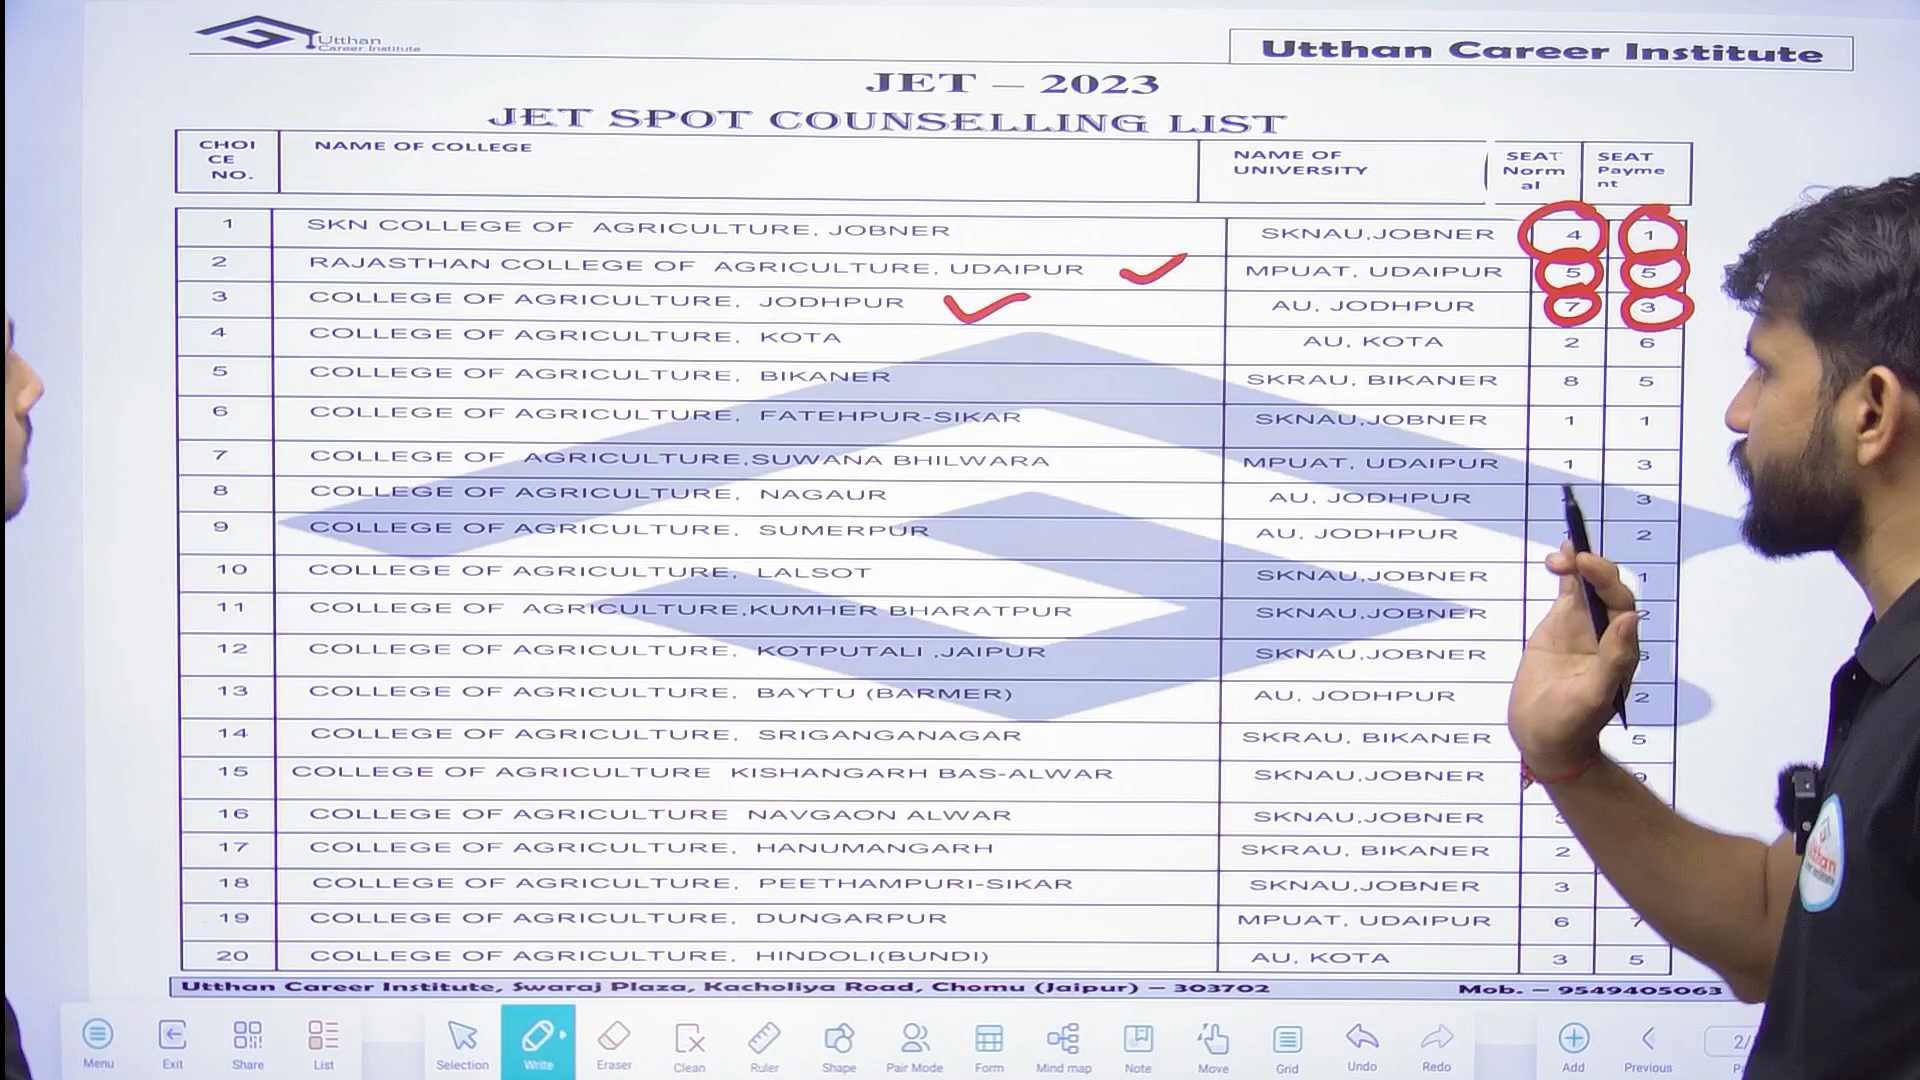 Utthan
Career Institute
Utthan Career Institute
JET – 2023
JET SPOT COUNSELLING LIST
CHOI CE NO. NAME OF COLLEGE NAME OF UNIVERSITY SEAT Norm al SEAT Payme nt
1 SKN COLLEGE OF AGRICULTURE, JOBNER SKNAU,JOBNER 4 1
2 RAJASTHAN COLLEGE OF AGRICULTURE, UDAIPUR MPUAT, UDAIPUR 5 5
3 COLLEGE OF AGRICULTURE, JODHPUR AU, JODHPUR 7 3
4 COLLEGE OF AGRICULTURE, KOTA AU, KOTA 2 6
5 COLLEGE OF AGRICULTURE, BIKANER SKRAU, BIKANER 8 5
6 COLLEGE OF AGRICULTURE, FATEHPUR-SIKAR SKNAU,JOBNER 1 1
7 COLLEGE OF AGRICULTURE,SUWANA BHILWARA MPUAT, UDAIPUR 1 3
8 COLLEGE OF AGRICULTURE, NAGAUR AU, JODHPUR 3
9 COLLEGE OF AGRICULTURE, SUMERPUR AU, JODHPUR 2
10 COLLEGE OF AGRICULTURE, LALSOT SKNAU,JOBNER 1
11 COLLEGE OF AGRICULTURE,KUMHER BHARATPUR SKNAU,JOBNER 2
12 COLLEGE OF AGRICULTURE, KOTPUTALI ,JAIPUR SKNAU,JOBNER
13 COLLEGE OF AGRICULTURE, BAYTU (BARMER) AU, JODHPUR 2
14 COLLEGE OF AGRICULTURE, SRIGANGANAGAR SKRAU, BIKANER 5
15 COLLEGE OF AGRICULTURE KISHANGARH BAS-ALWAR SKNAU,JOBNER
16 COLLEGE OF AGRICULTURE NAVGAON ALWAR SKNAU,JOBNER
17 COLLEGE OF AGRICULTURE, HANUMANGARH SKRAU, BIKANER 2
18 COLLEGE OF AGRICULTURE, PEETHAMPURI-SIKAR SKNAU,JOBNER 3
19 COLLEGE OF AGRICULTURE, DUNGARPUR MPUAT, UDAIPUR 6 7
20 COLLEGE OF AGRICULTURE, HINDOLI(BUNDI) AU, KOTA 3 5
Utthan Career Institute, Swaraj Plaza, Kacholiya Road, Chomu (Jaipur) – 303702 Mob. – 9549405063
Menu Exit Share List Selection Write Eraser Clean Ruler Shape Pair Mode Form Mind map Note Move Grid Undo Redo Add Previous
2/